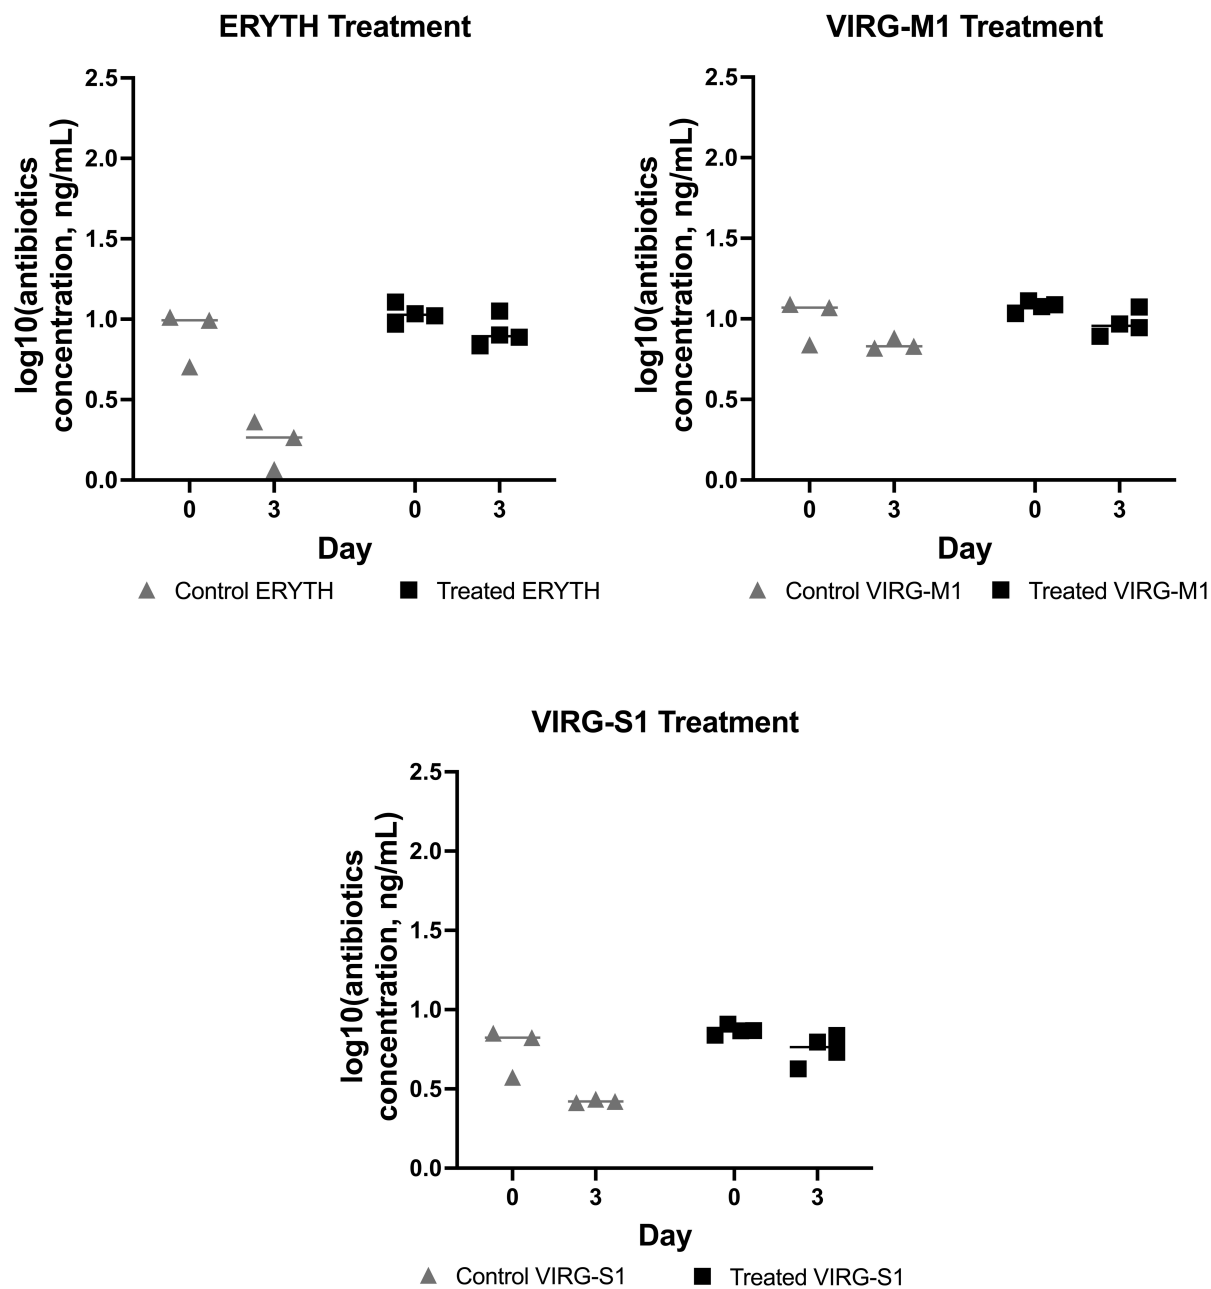 ERYTH Treatment
2.5
2.0
1.5
1.0
0.5
0.0
log10(antibiotics
concentration, ng/mL)
0 3 0 3
Day
Control ERYTH Treated ERYTH
VIRG-M1 Treatment
2.5
2.0
1.5
1.0
0.5
0.0
log10(antibiotics
concentration, ng/mL)
0 3 0 3
Day
Control VIRG-M1 Treated VIRG-M1
VIRG-S1 Treatment
2.5
2.0
1.5
1.0
0.5
0.0
log10(antibiotics
concentration, ng/mL)
0 3 0 3
Day
Control VIRG-S1 Treated VIRG-S1